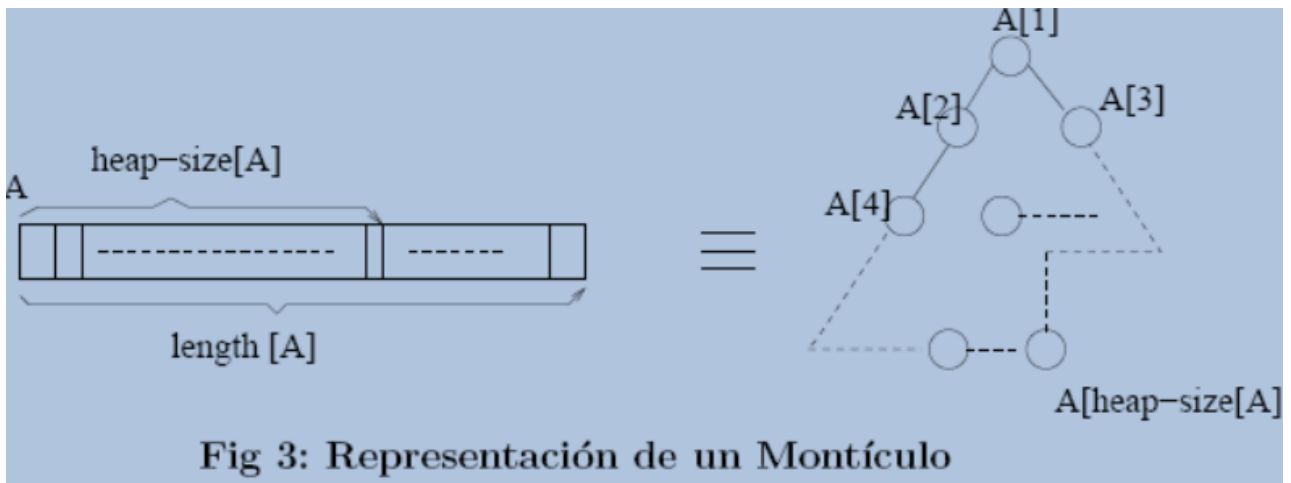 A[1]
A[2]
A[3]
heap−size[A]
A
A[4]
length [A]
A[heap−size[A]
Fig 3: Representación de un Montículo